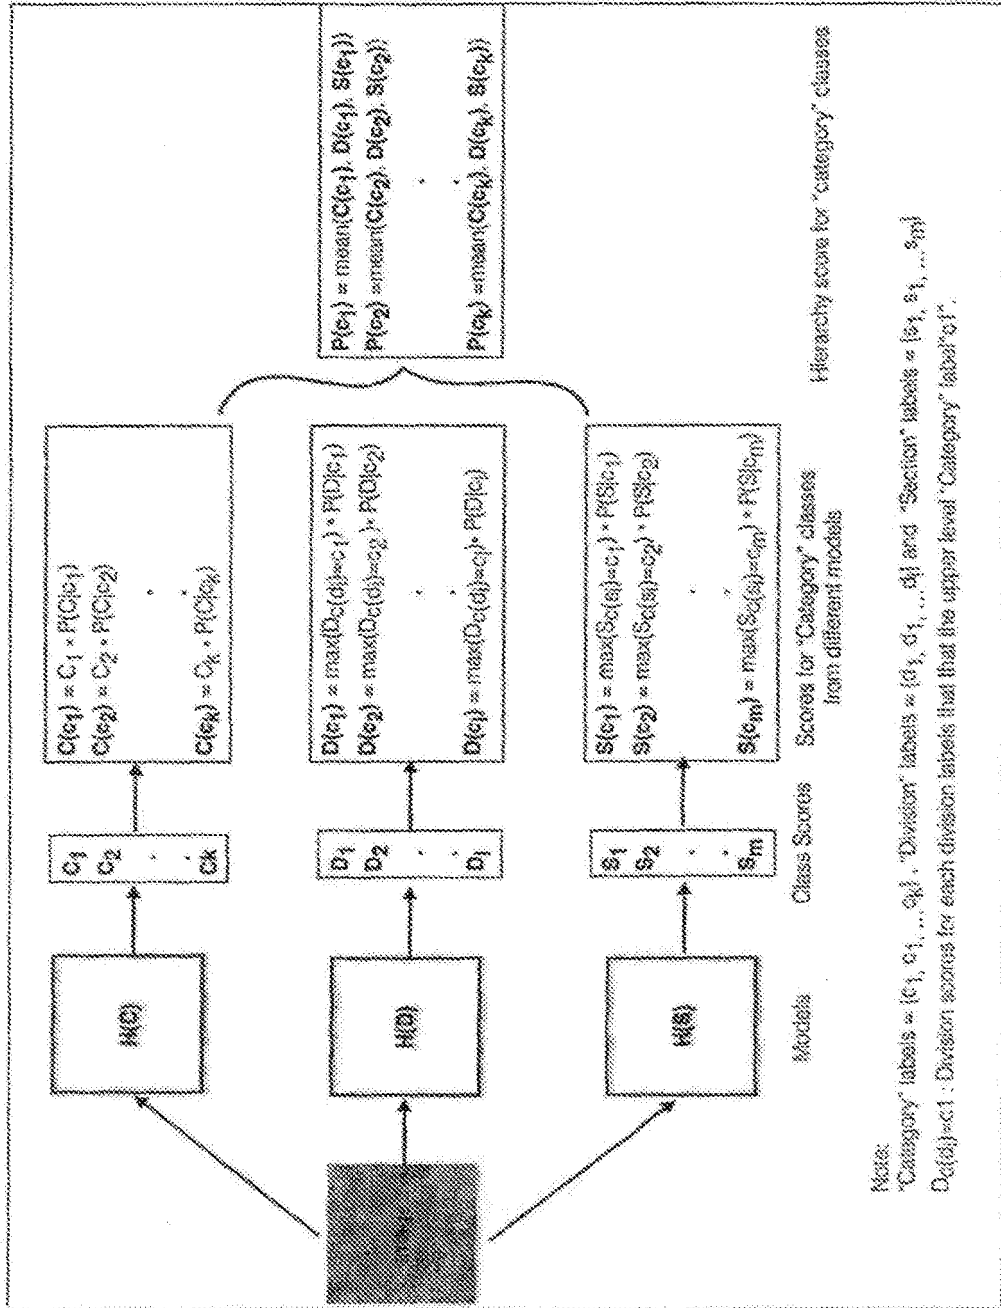 H(C)
H(D)
H(S)
Models
C1
C2
.
.
Ck
D1
D2
.
.
Dl
S1
S2
.
.
Sm
Class Scores
C(c1) = C1 * P(C|c1)
C(c2) = C2 * P(C|c2)
.
.
C(ck) = Ck * P(C|ck)
D(c1) = max(Dc(dj)=c1) * P(D|c1)
D(c2) = max(Dc(dj)=c2) * P(D|c2)
.
.
D(cl) = max(Dc(dj)=cl) * P(D|cl)
S(c1) = max(Sc(sj)=c1) * P(S|c1)
S(c2) = max(Sc(sj)=c2) * P(S|c2)
.
.
S(cm) = max(Sc(sj)=cm) * P(S|cm)
Scores for "Category" classes
from different models
P(c1) = mean(C(c1), D(c1), S(c1))
P(c2) =mean(C(c2), D(c2), S(c2))
.
.
P(ck) =mean(C(ck), D(ck), S(ck))
Hierarchy score for "category" classes
Note:
"Category" labels = {c1, c1, ... ck}, "Division" labels = {d1, d1, ... dl} and "Section" labels = {s1, s1, ... sm}
Dc(dj)=c1 : Division scores for each division labels that the upper level "Category" label "c1".